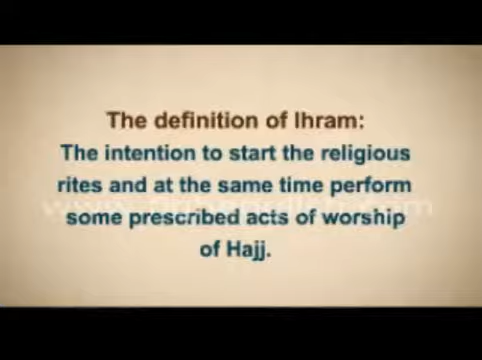 The definition of Ihram:
The intention to start the religious
rites and at the same time perform
some prescribed acts of worship
of Hajj.